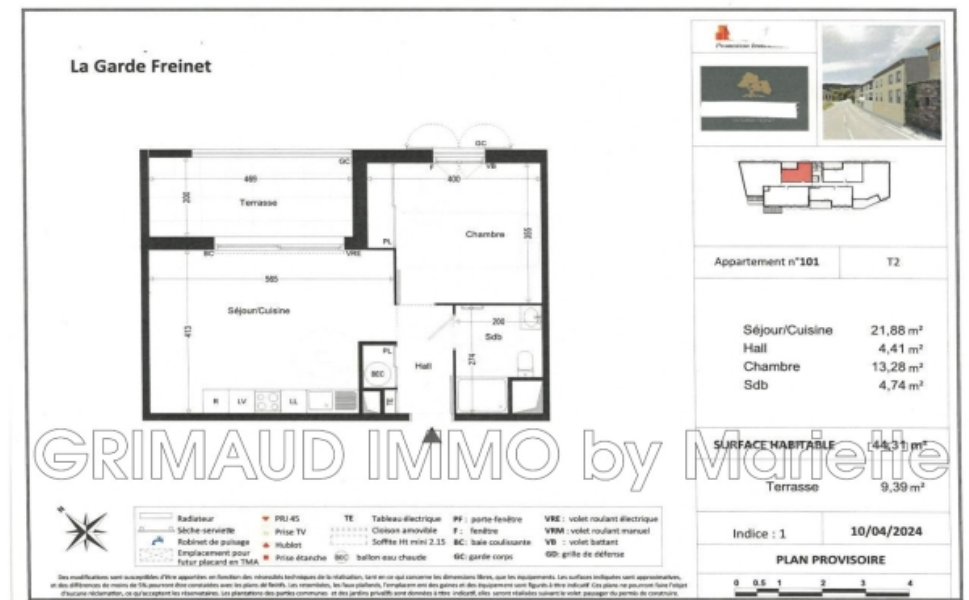 La Garde Freinet
GC
469
200
Terrasse
GC
F
VB
400
Chambre
355
PL
BC
VRE
565
Séjour/Cuisine
413
200
Sdb
274
PL
BEC
Hall
TE
R LV LL
Appartement n°101 T2
Séjour/Cuisine 21,88 m²
Hall 4,41 m²
Chambre 13,28 m²
Sdb 4,74 m²
SURFACE HABITABLE 44,31 m²
Terrasse 9,39 m²
GRIMAUD IMMO by Marielle
N
Radiateur
Sèche-serviette
Robinet de puisage
Emplacement pour
futur placard en TMA
PRJ 45
Prise TV
Hublot
Prise étanche
TE Tableau électrique
Cloison amovible
Soffite Ht mini 2.15
BEC ballon eau chaude
PF : porte-fenêtre
F : fenêtre
BC: baie coulissante
GC: garde corps
VRE : volet roulant électrique
VRM : volet roulant manuel
VB : volet battant
GD: grille de défense
Indice : 1 10/04/2024
PLAN PROVISOIRE
0 0.5 1 2 3 4